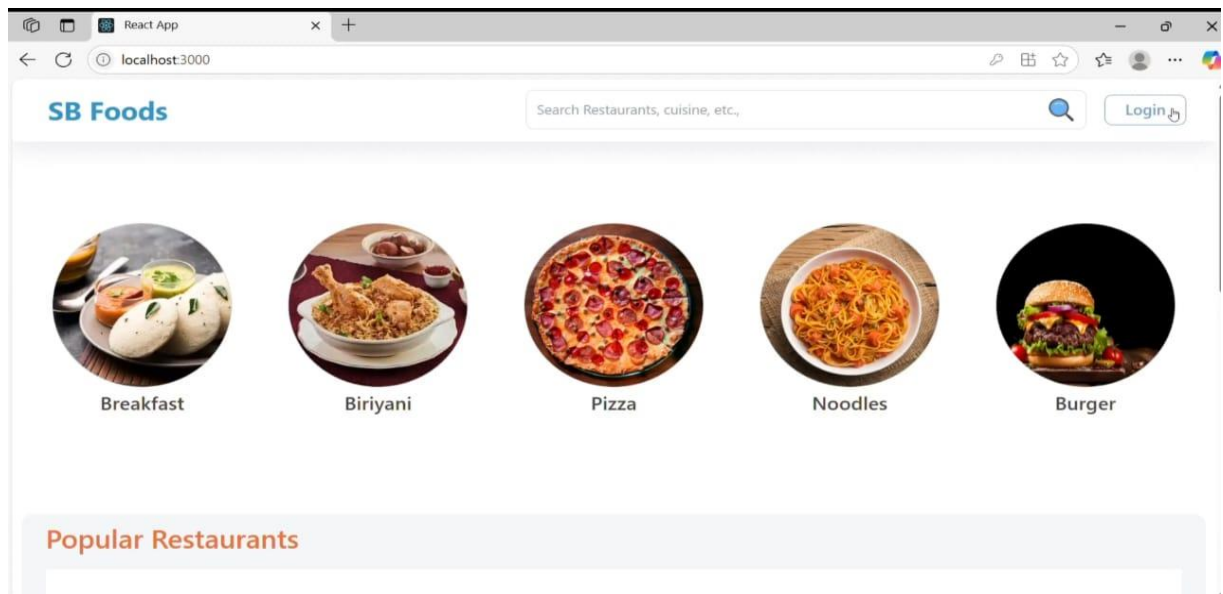 React App
localhost:3000
SB Foods
Search Restaurants, cuisine, etc.,
Login
Breakfast
Biriyani
Pizza
Noodles
Burger
Popular Restaurants